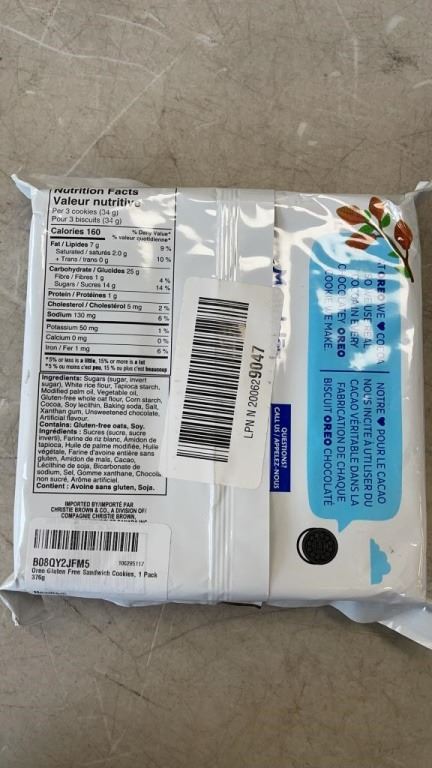 Nutrition Facts
Valeur nutritive
Per 3 cookies (34 g)
Pour 3 biscuits (34 g)
Calories 160
% Daily Value*
% valeur quotidienne*
Fat / Lipides 7 g 9 %
Saturated / saturés 2.0 g
+ Trans / trans 0 g 10 %
Carbohydrate / Glucides 25 g
Fibre / Fibres 1 g 4 %
Sugars / Sucres 14 g 14 %
Protein / Protéines 1 g
Cholesterol / Cholestérol 5 mg 2 %
Sodium 130 mg 6 %
Potassium 50 mg 1 %
Calcium 0 mg 0 %
Iron / Fer 1 mg 6 %
*5% or less is a little, 15% or more is a lot
*5 % ou moins c'est peu, 15 % ou plus c'est beaucoup
Ingredients: Sugars (sugar, invert
sugar), White rice flour, Tapioca starch,
Modified palm oil, Vegetable oil,
Gluten-free whole oat flour, Corn starch,
Cocoa, Soy lecithin, Baking soda, Salt,
Xanthan gum, Unsweetened chocolate,
Artificial flavour.
Contains: Gluten-free oats, Soy.
Ingrédients : Sucres (sucre, sucre
inverti), Farine de riz blanc, Amidon de
tapioca, Huile de palme modifiée, Huile
végétale, Farine d'avoine entière sans
gluten, Amidon de maïs, Cacao,
Lécithine de soja, Bicarbonate de
sodium, Sel, Gomme xanthane, Chocolat
non sucré, Arôme artificiel.
Contient : Avoine sans gluten, Soja.
IMPORTED BY/IMPORTÉ PAR
CHRISTIE BROWN & CO., A DIVISION OF/
COMPAGNIE CHRISTIE BROWN,
B08QY2JFM5
100295117
Oreo Gluten Free Sandwich Cookies, 1 Pack
376g
LPN N 200629047
QUESTIONS?
CALL US / APPELEZ-NOUS
WE ♥ COCOA
REAL
IN EVERY
OREO
COOKIE WE MAKE.
NOTRE ♥ POUR LE CACAO
NOUS INCITE À UTILISER DU
CACAO VÉRITABLE DANS LA
FABRICATION DE CHAQUE
BISCUIT OREO CHOCOLATÉ